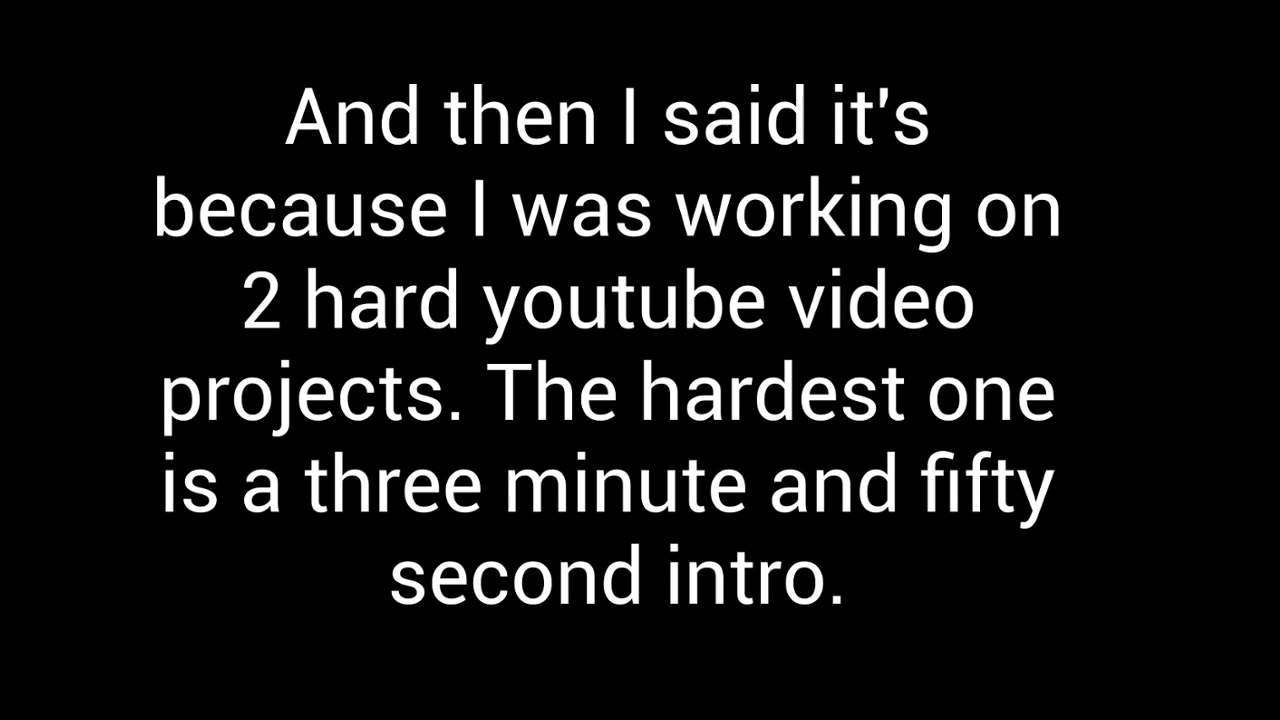 And then I said it's
because I was working on
2 hard youtube video
projects. The hardest one
is a three minute and fifty
second intro.